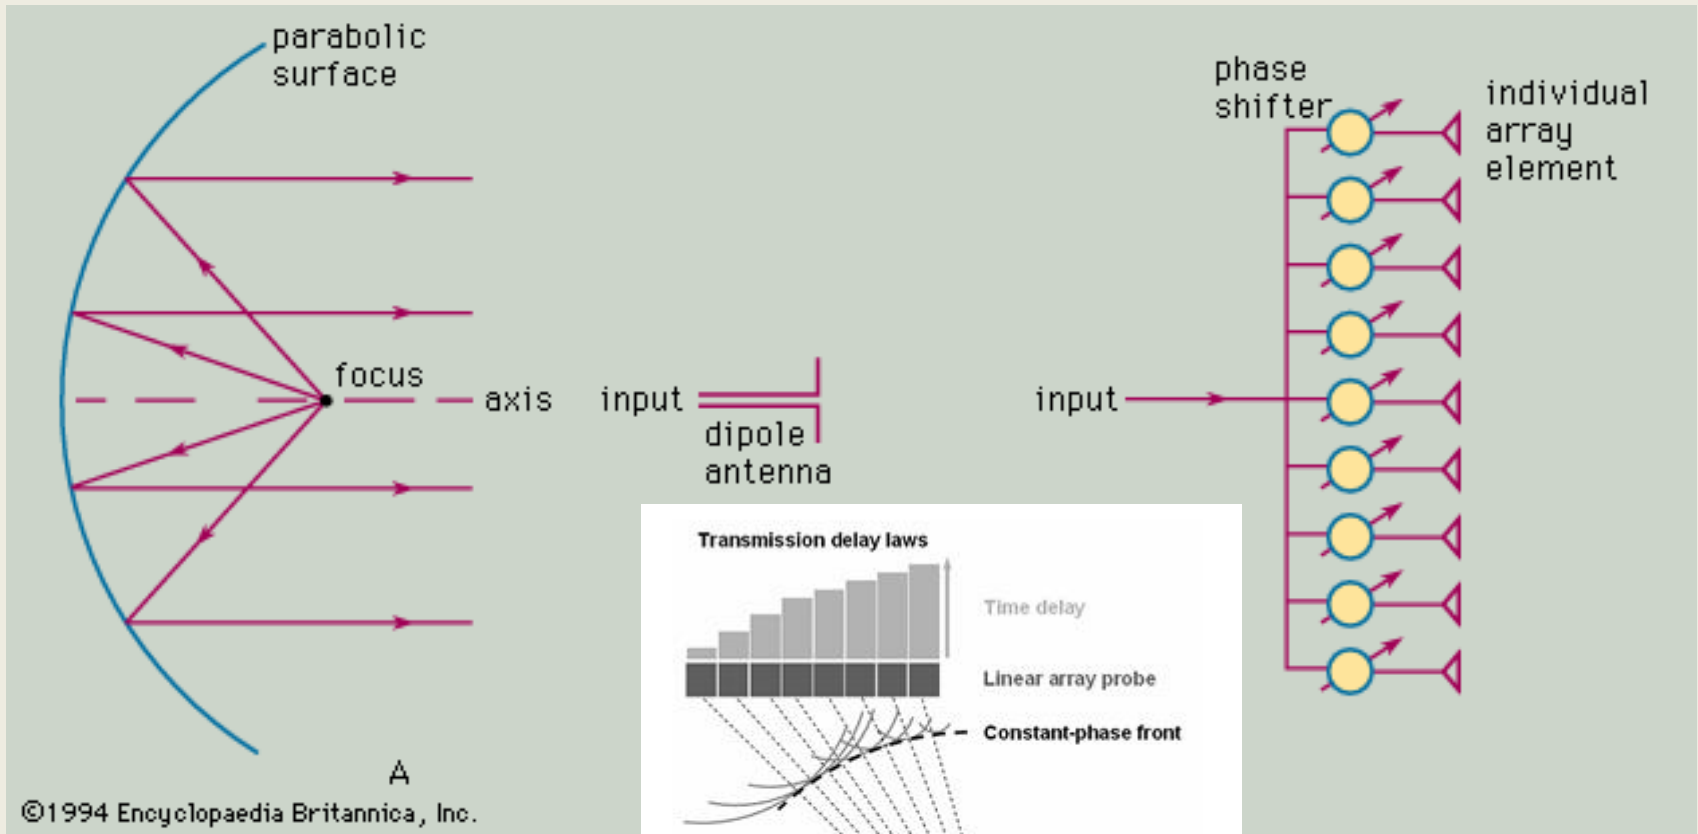 parabolic
surface
focus
axis
A
©1994 Encyclopaedia Britannica, Inc.
input
dipole
antenna
Transmission delay laws
Time delay
Linear array probe
Constant-phase front
phase
shifter
individual
array
element
input